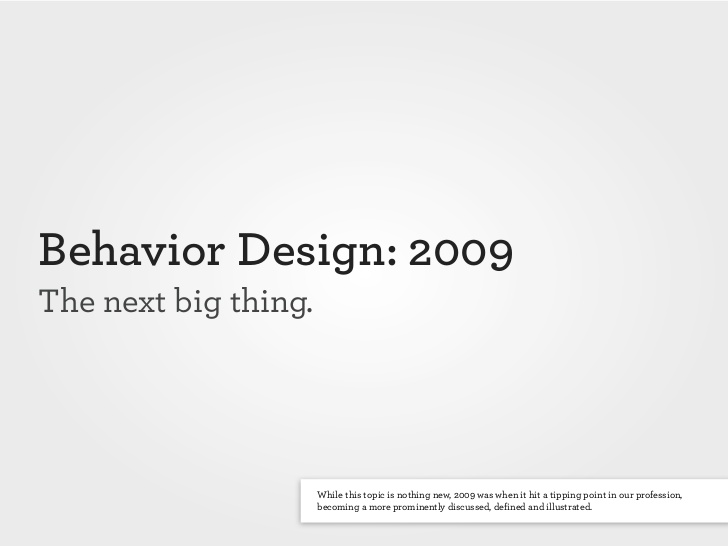 Behavior Design: 2009
The next big thing.
While this topic is nothing new, 2009 was when it hit a tipping point in our profession,
becoming a more prominently discussed, defined and illustrated.